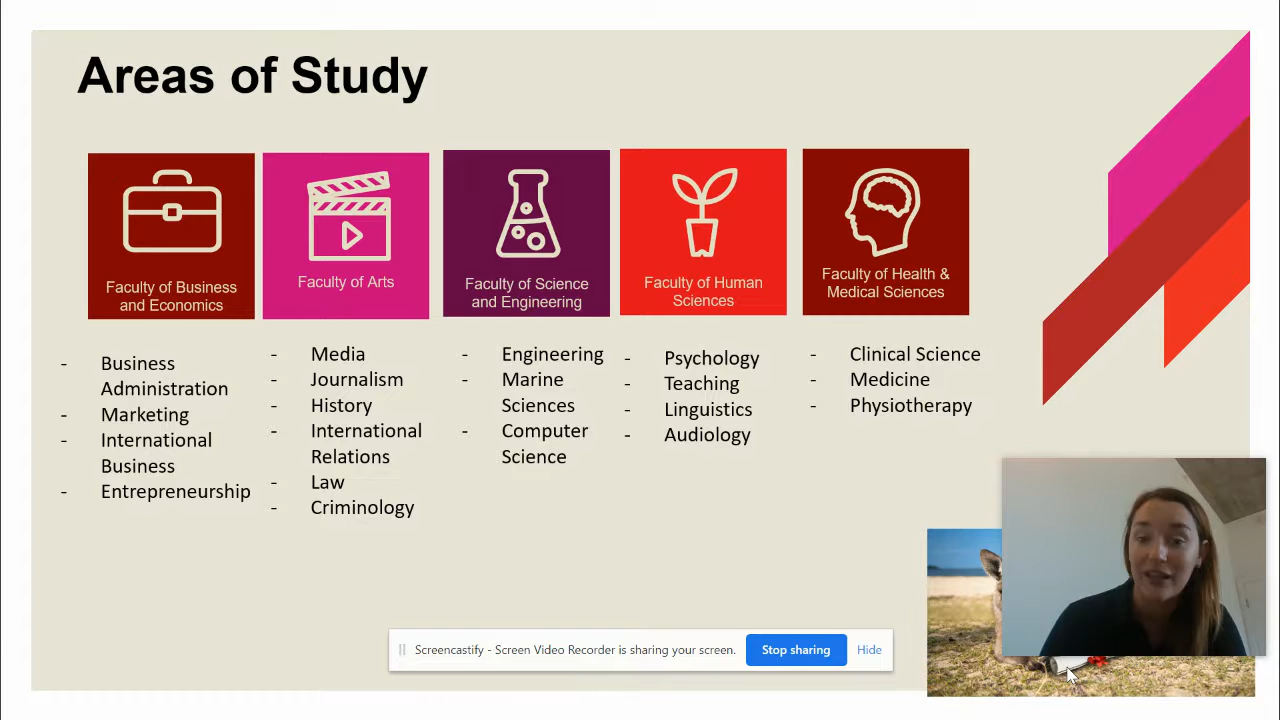 Areas of Study
Faculty of Business
and Economics
Faculty of Arts
Faculty of Science
and Engineering
Faculty of Human
Sciences
Faculty of Health &
Medical Sciences
- Business
Administration
- Marketing
- International
Business
- Entrepreneurship
- Media
- Journalism
- History
- International
Relations
- Law
- Criminology
- Engineering
- Marine
Sciences
- Computer
Science
- Psychology
- Teaching
- Linguistics
- Audiology
- Clinical Science
- Medicine
- Physiotherapy
Screencastify - Screen Video Recorder is sharing your screen. Stop sharing Hide